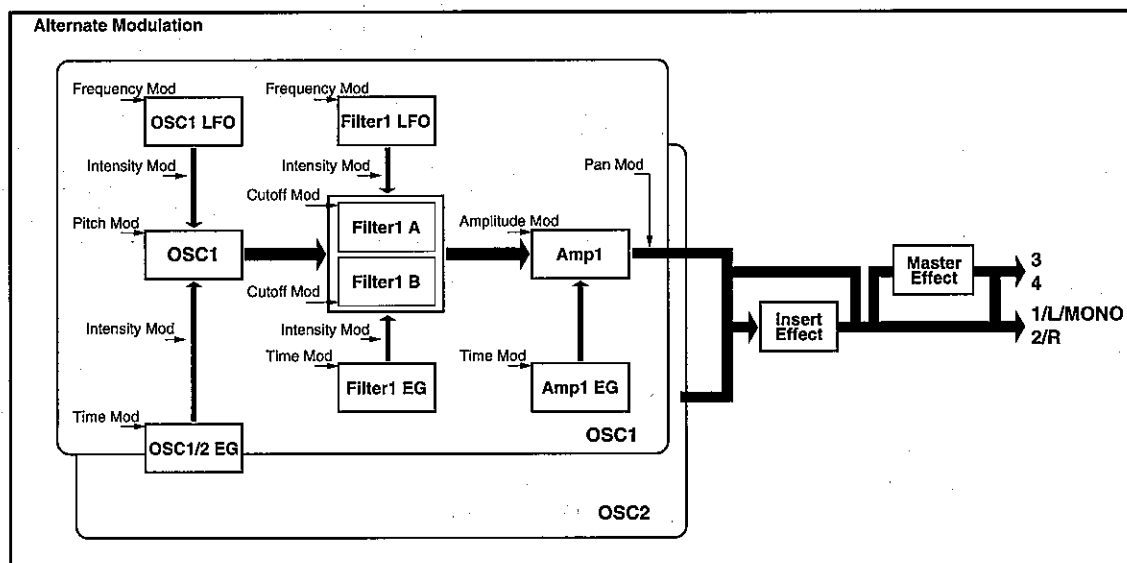 Alternate Modulation
Frequency Mod
OSC1 LFO
Intensity Mod
Pitch Mod
OSC1
Intensity Mod
Time Mod
OSC1/2 EG
Frequency Mod
Filter1 LFO
Intensity Mod
Cutoff Mod
Filter1 A
Filter1 B
Cutoff Mod
Intensity Mod
Time Mod
Filter1 EG
Amplitude Mod
Amp1
Time Mod
Amp1 EG
Pan Mod
OSC1
OSC2
Insert
Effect
Master
Effect
3
4
1/L/MONO
2/R